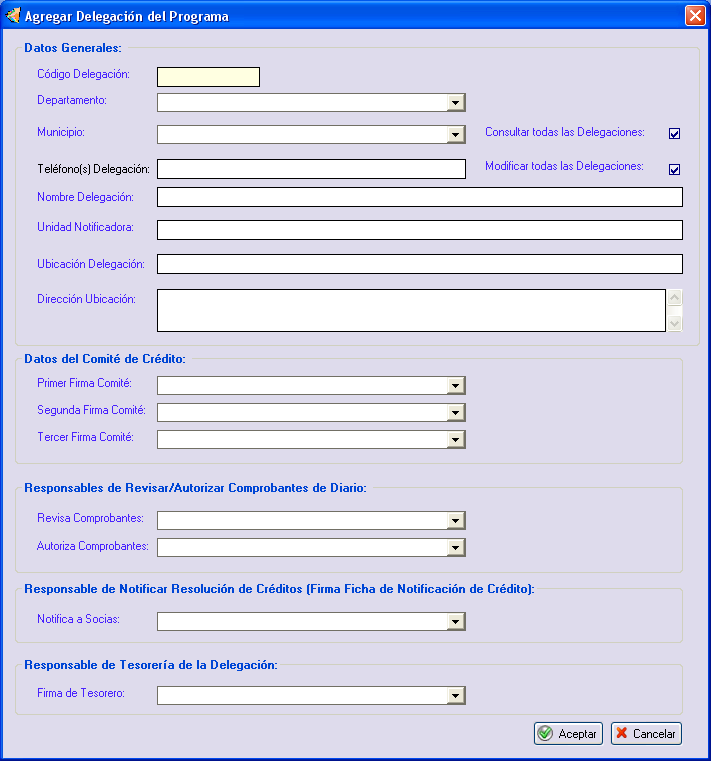 Agregar Delegación del Programa
Datos Generales:
Código Delegación:
Departamento:
Municipio:
Consultar todas las Delegaciones:
Teléfono(s) Delegación:
Modificar todas las Delegaciones:
Nombre Delegación:
Unidad Notificadora:
Ubicación Delegación:
Dirección Ubicación:
Datos del Comité de Crédito:
Primer Firma Comité:
Segunda Firma Comité:
Tercer Firma Comité:
Responsables de Revisar/Autorizar Comprobantes de Diario:
Revisa Comprobantes:
Autoriza Comprobantes:
Responsable de Notificar Resolución de Créditos (Firma Ficha de Notificación de Crédito):
Notifica a Socias:
Responsable de Tesorería de la Delegación:
Firma de Tesorero:
Aceptar
Cancelar